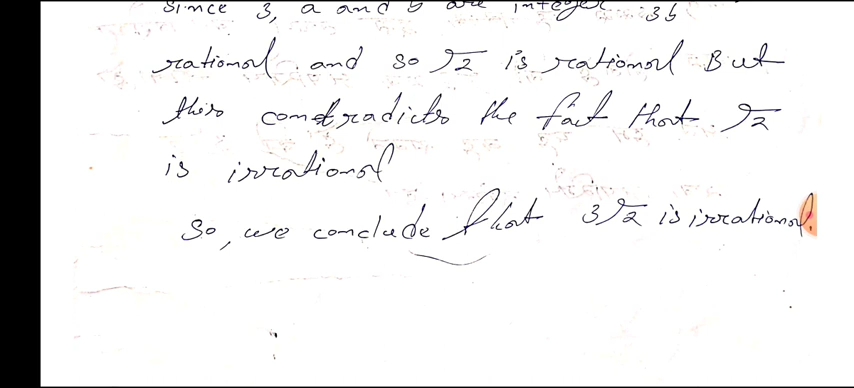 Since 3, a and b are integer 3b
rational and so √2 is rational But
this contradicts the fact that √2
is irrational
So, we conclude that 3√2 is irrational.